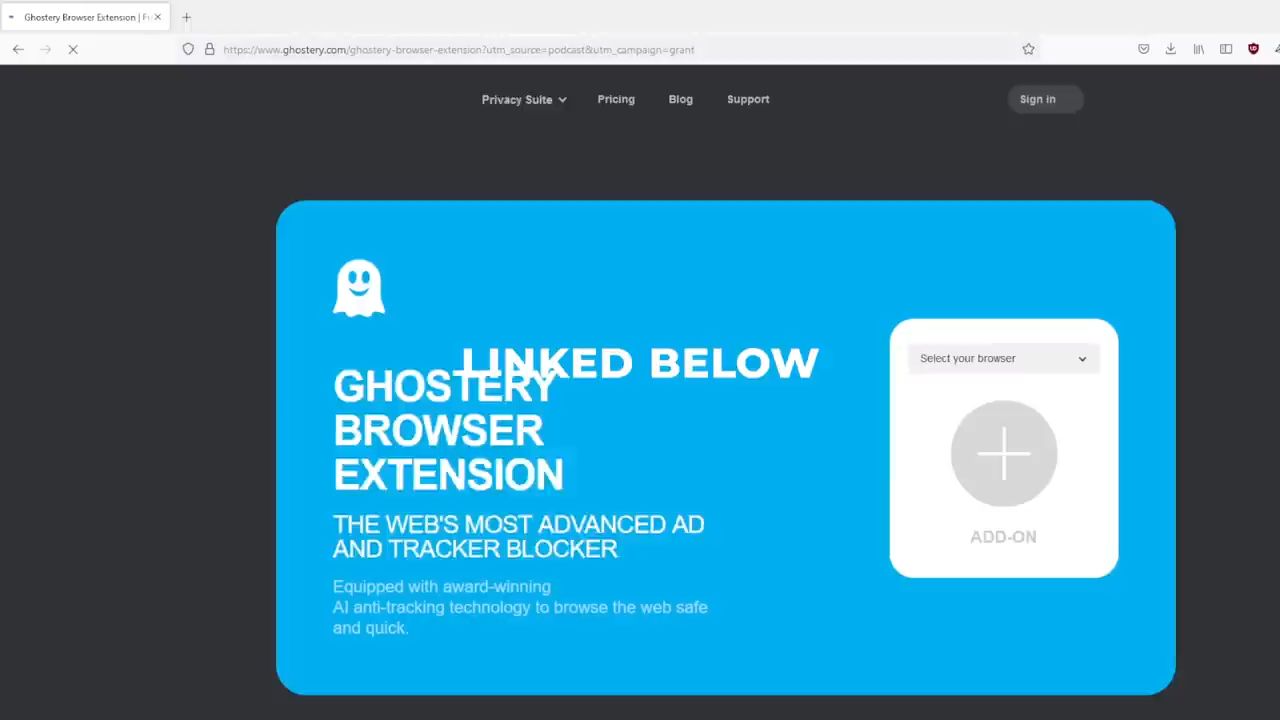 Ghostery Browser Extension | Fr
https://www.ghostery.com/ghostery-browser-extension?utm_source=podcast&utm_campaign=grant
Privacy Suite Pricing Blog Support Sign in
LINKED BELOW
GHOSTERY
BROWSER
EXTENSION
THE WEB'S MOST ADVANCED AD
AND TRACKER BLOCKER
Equipped with award-winning
AI anti-tracking technology to browse the web safe
and quick.
Select your browser
ADD-ON